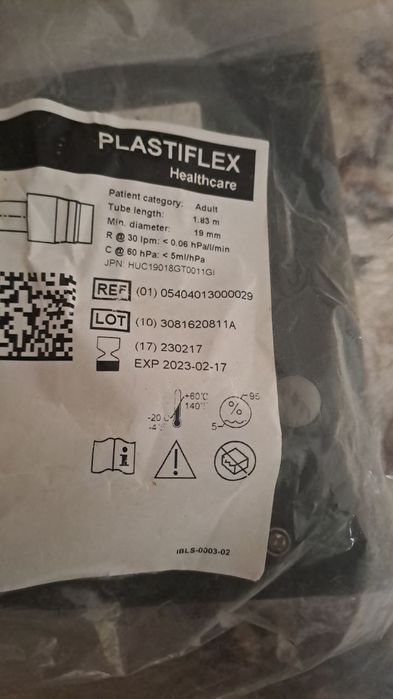 PLASTIFLEX
Healthcare
Patient category: Adult
Tube length: 1.83 m
Min. diameter: 19 mm
R @ 30 lpm: < 0.06 hPa/l/min
C @ 60 hPa: < 5ml/hPa
JPN: HUC19018GT0011GI
REF (01) 05404013000029
LOT (10) 3081620811A
(17) 230217
EXP 2023-02-17
+60°C
140°F
-20
-4°F
% 95
5
i
!
IBLS-0003-02